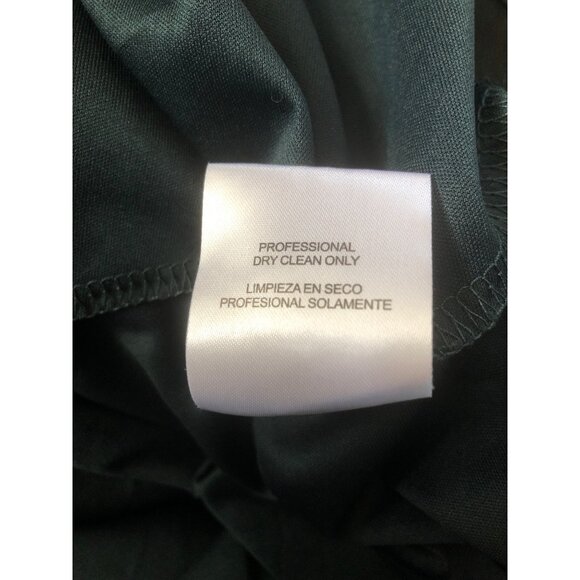 PROFESSIONAL
DRY CLEAN ONLY
LIMPIEZA EN SECO
PROFESIONAL SOLAMENTE